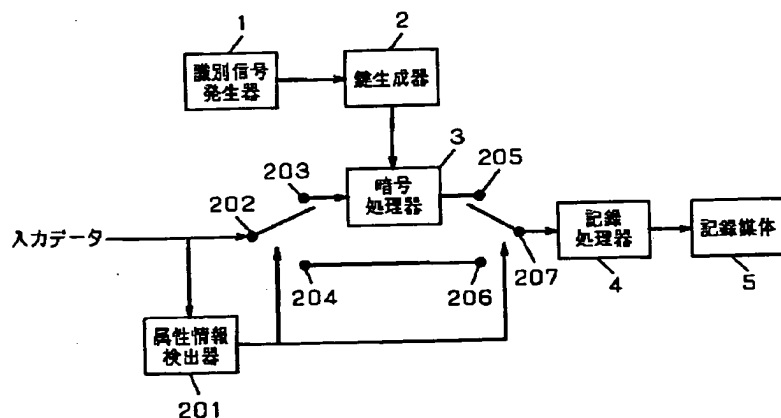 1
2
識別信号
発生器
鍵生成器
3
203
205
暗号
処理器
202
入力データ
記録
処理器
記録媒体
204
206
207
4
5
属性情報
検出器
201